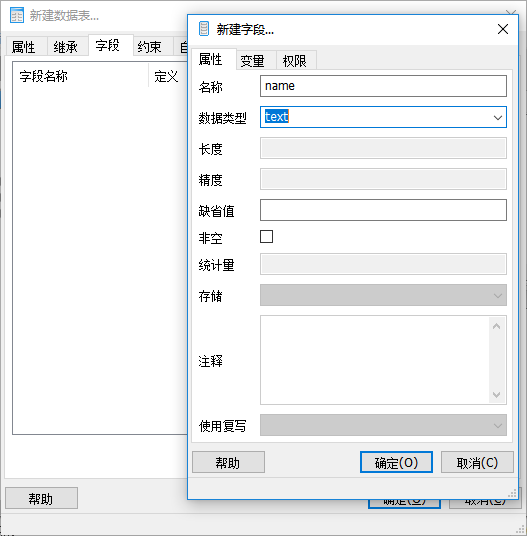 新建数据表...
属性 继承 字段 约束 自
字段名称 定义
新建字段...
属性 变量 权限
名称 name
数据类型 text
长度
精度
缺省值
非空
统计量
存储
注释
使用复写
帮助 确定(O) 取消(C)
帮助